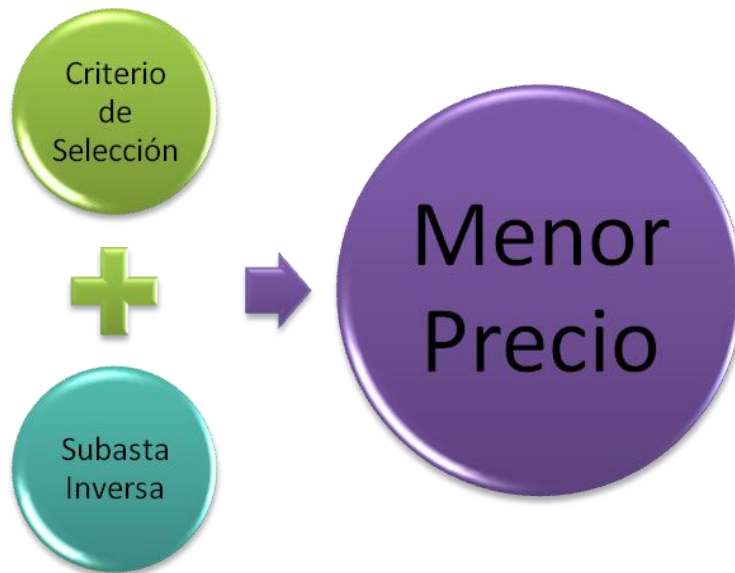 Criterio
de
Selección
Subasta
Inversa
Menor
Precio